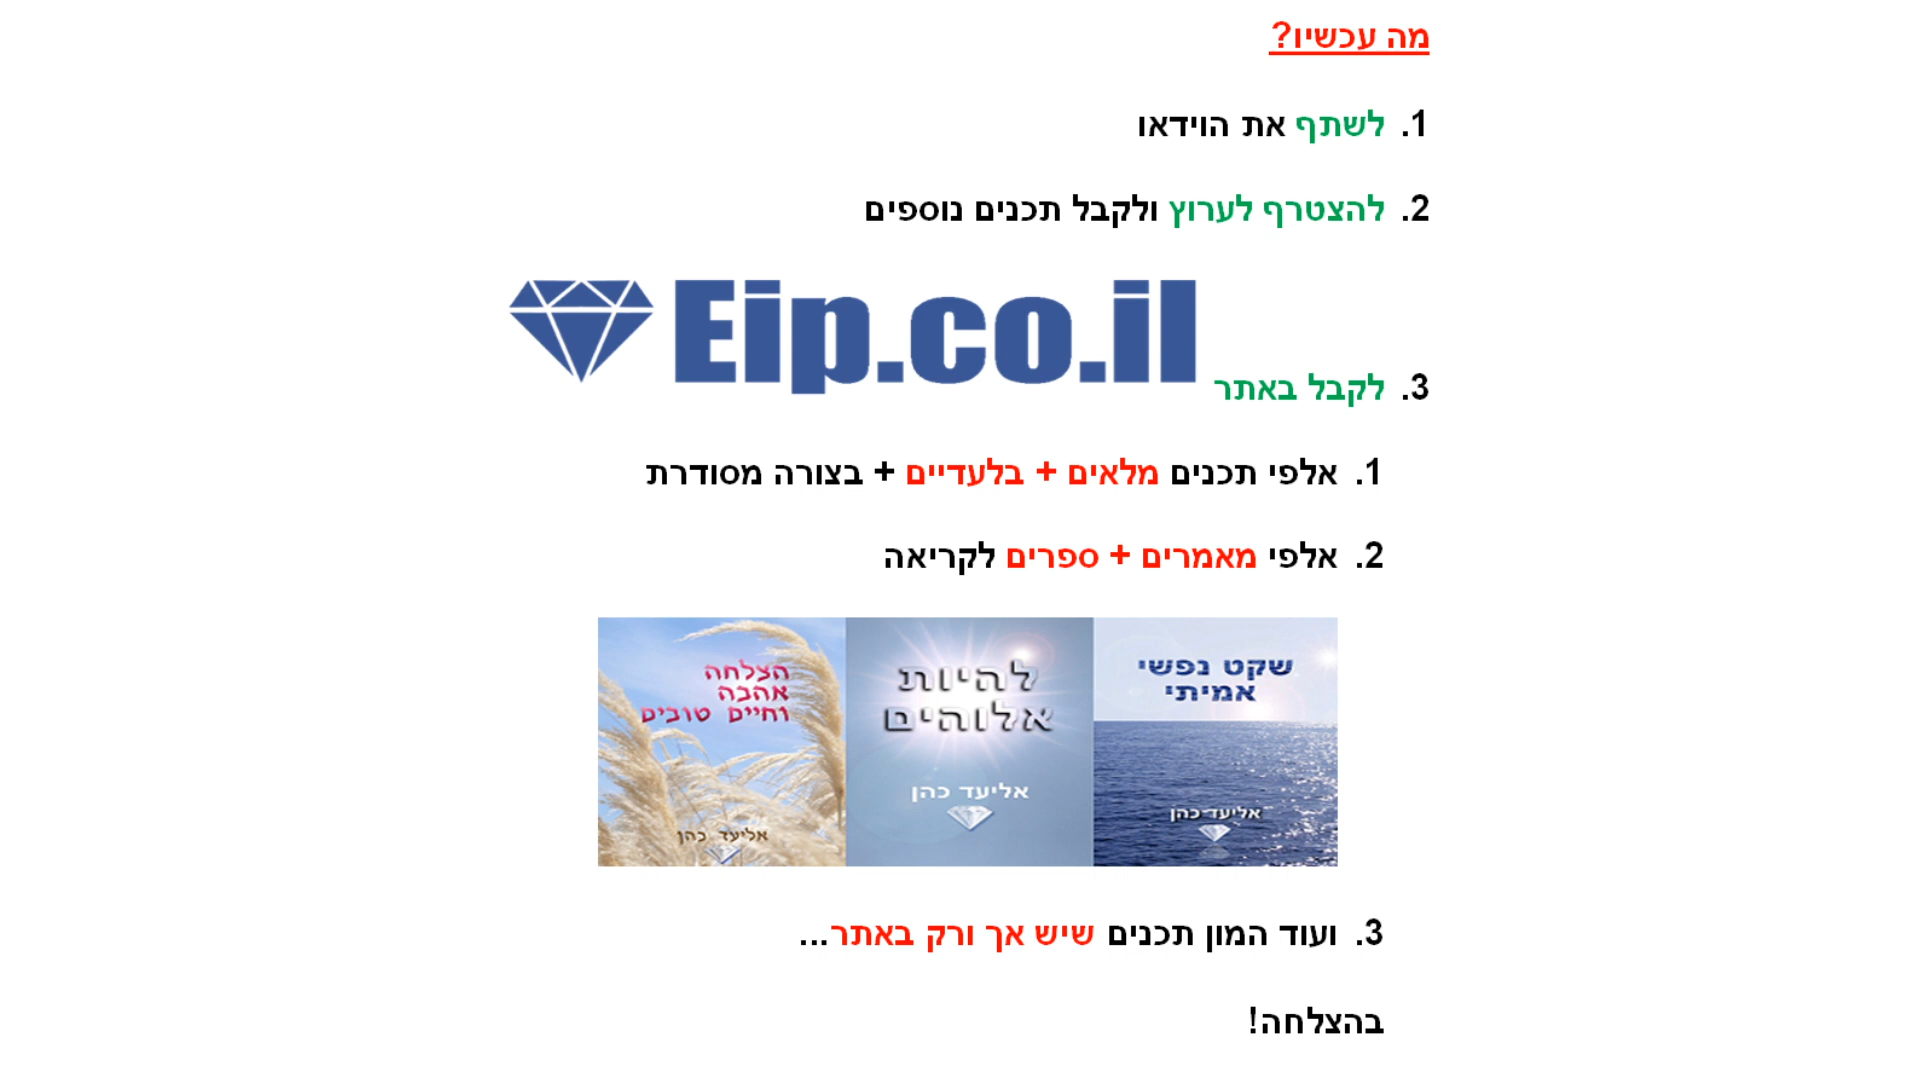 מה עכשיו?
1. לשתף את הוידאו
2. להצטרף לערוץ ולקבל תכנים נוספים
3. לקבל באתר Eip.co.il
1. אלפי תכנים מלאים + בלעדיים + בצורה מסודרת
2. אלפי מאמרים + ספרים לקריאה
שקט נפשי
אמיתי
אליעד כהן
להיות
אלוהים
אליעד כהן
הצלחה
אהבה
וחיים טובים
אליעד כהן
3. ועוד המון תכנים שיש אך ורק באתר...
בהצלחה!